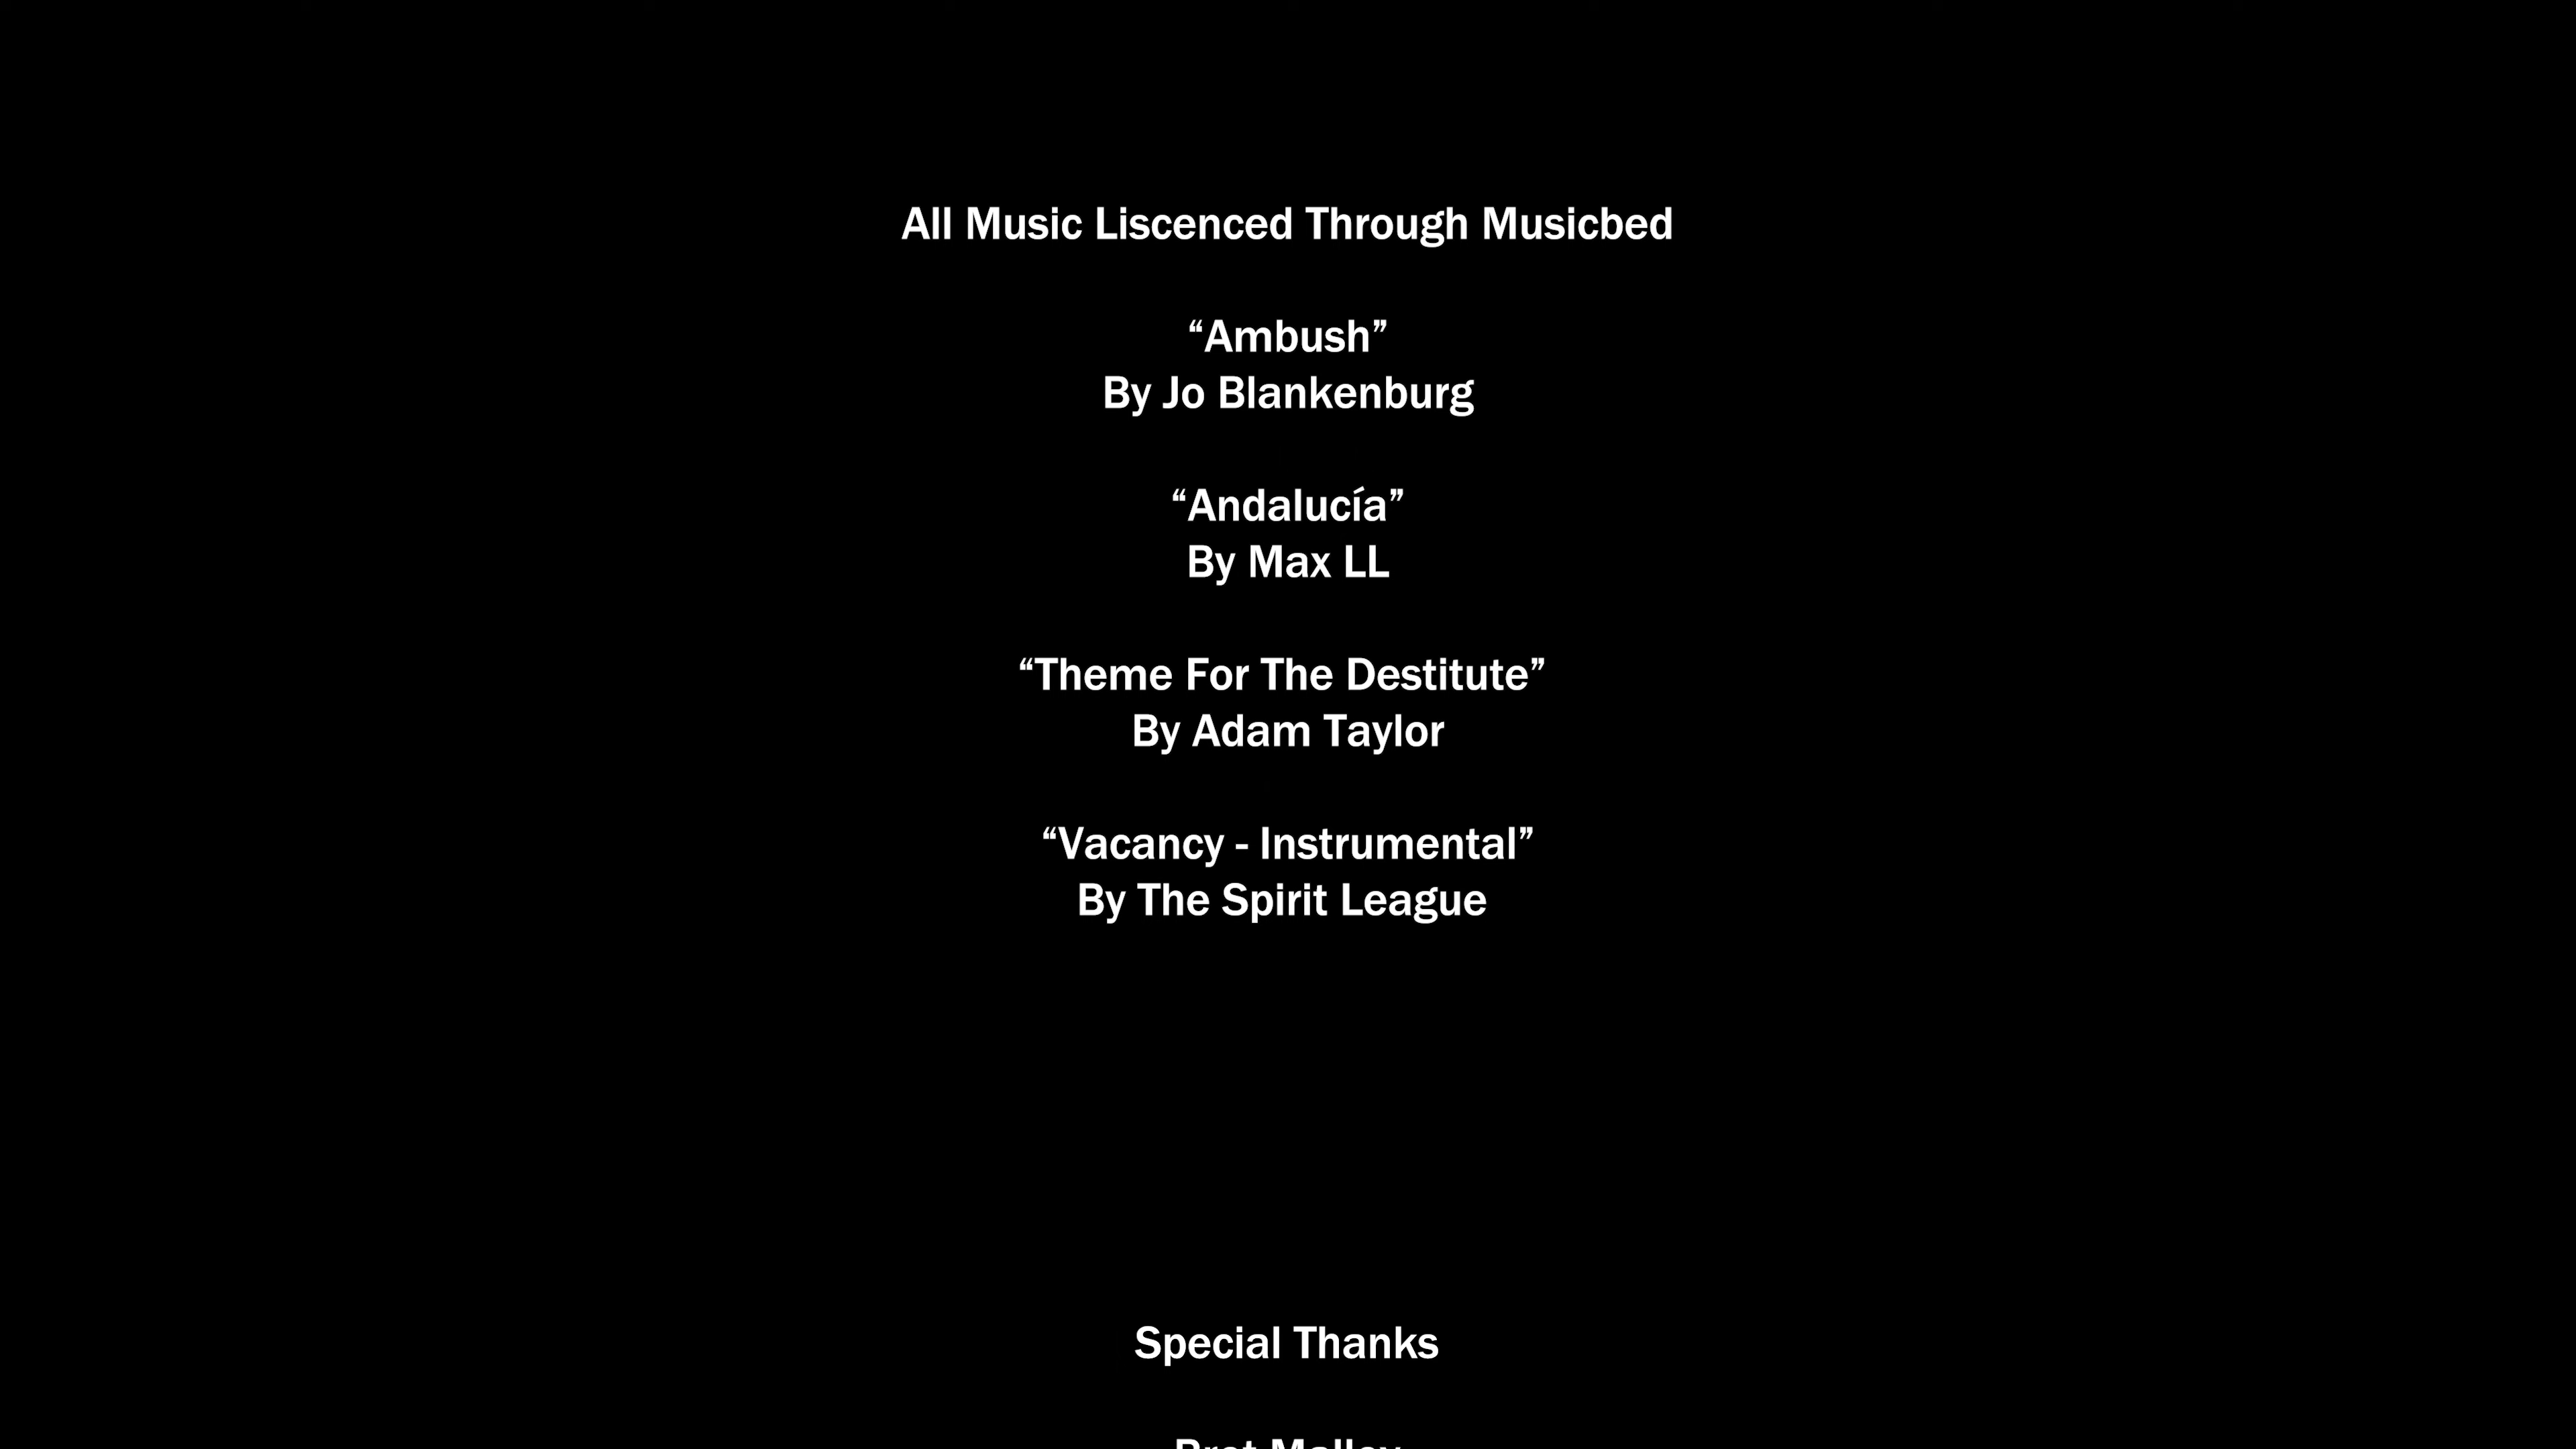 All Music Liscenced Through Musicbed
“Ambush”
By Jo Blankenburg
“Andalucía”
By Max LL
“Theme For The Destitute”
By Adam Taylor
“Vacancy - Instrumental”
By The Spirit League
Special Thanks